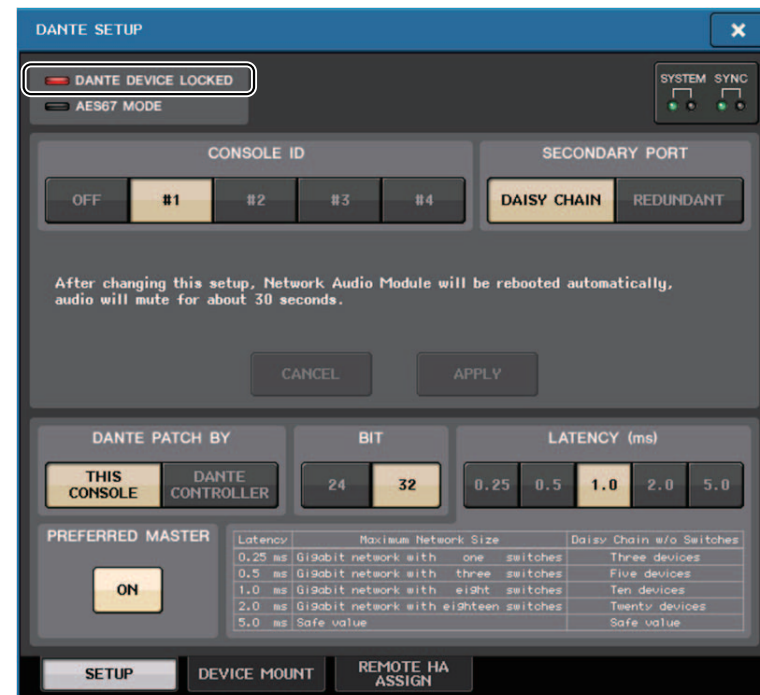 DANTE SETUP
DANTE DEVICE LOCKED
AES67 MODE
SYSTEM SYNC
CONSOLE ID
OFF #1 #2 #3 #4
SECONDARY PORT
DAISY CHAIN REDUNDANT
After changing this setup, Network Audio Module will be rebooted automatically,
audio will mute for about 30 seconds.
CANCEL APPLY
DANTE PATCH BY
THIS
CONSOLE
DANTE
CONTROLLER
BIT
24 32
LATENCY (ms)
0.25 0.5 1.0 2.0 5.0
PREFERRED MASTER
ON
Latency Maximum Network Size Daisy Chain w/o Switches
0.25 ms Gigabit network with one switches Three devices
0.5 ms Gigabit network with three switches Five devices
1.0 ms Gigabit network with eight switches Ten devices
2.0 ms Gigabit network with eighteen switches Twenty devices
5.0 ms Safe value Safe value
SETUP
DEVICE MOUNT
REMOTE HA
ASSIGN